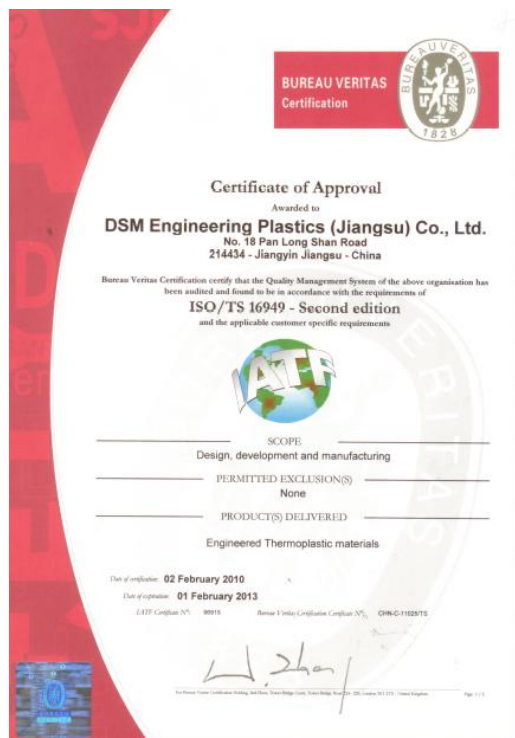 BUREAU VERITAS
Certification
BUREAU VERITAS
1828
Certificate of Approval
Awarded to
DSM Engineering Plastics (Jiangsu) Co., Ltd.
No. 18 Pan Long Shan Road
214434 - Jiangyin Jiangsu - China
Bureau Veritas Certification certify that the Quality Management System of the above organisation has
been audited and found to be in accordance with the requirements of
ISO/TS 16949 - Second edition
and the applicable customer specific requirements
IATF
SCOPE
Design, development and manufacturing
PERMITTED EXCLUSION(S)
None
PRODUCT(S) DELIVERED
Engineered Thermoplastic materials
Date of certification: 02 February 2010
Date of expiration: 01 February 2013
IATF Certificate N°: Bureau Veritas Certification Certificate N°: CHN-C-11025/TS